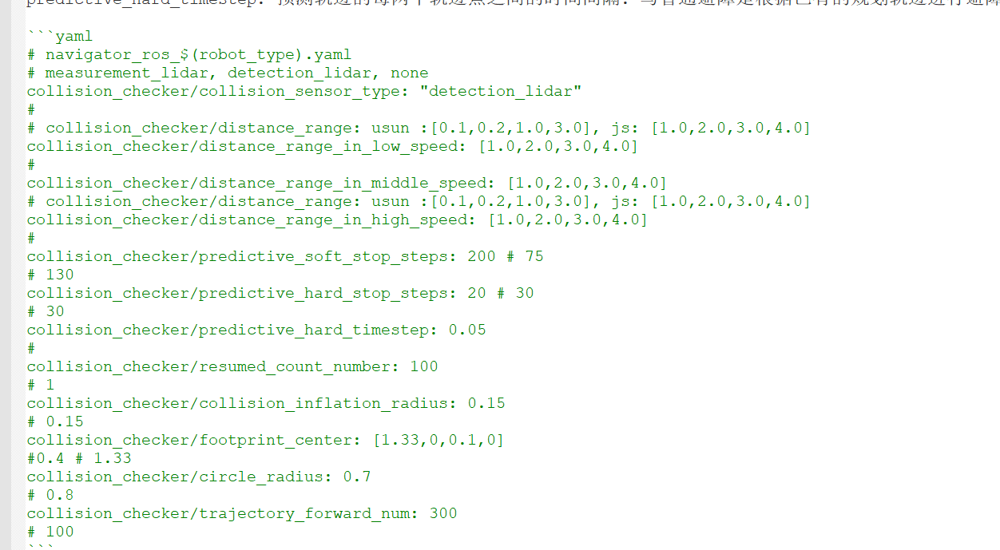 predictive_hard_timestep: 预测轨迹的每两个轨迹点之间的时间间隔. 与普通避障是根据已有的规划轨迹进行避障
```yaml
# navigator_ros_$(robot_type).yaml
# measurement_lidar, detection_lidar, none
collision_checker/collision_sensor_type: "detection_lidar"
#
# collision_checker/distance_range: usun :[0.1,0.2,1.0,3.0], js: [1.0,2.0,3.0,4.0]
collision_checker/distance_range_in_low_speed: [1.0,2.0,3.0,4.0]
#
collision_checker/distance_range_in_middle_speed: [1.0,2.0,3.0,4.0]
# collision_checker/distance_range: usun :[0.1,0.2,1.0,3.0], js: [1.0,2.0,3.0,4.0]
collision_checker/distance_range_in_high_speed: [1.0,2.0,3.0,4.0]
#
collision_checker/predictive_soft_stop_steps: 200 # 75
# 130
collision_checker/predictive_hard_stop_steps: 20 # 30
# 30
collision_checker/predictive_hard_timestep: 0.05
#
collision_checker/resumed_count_number: 100
# 1
collision_checker/collision_inflation_radius: 0.15
# 0.15
collision_checker/footprint_center: [1.33,0,0.1,0]
#0.4 # 1.33
collision_checker/circle_radius: 0.7
# 0.8
collision_checker/trajectory_forward_num: 300
# 100
```